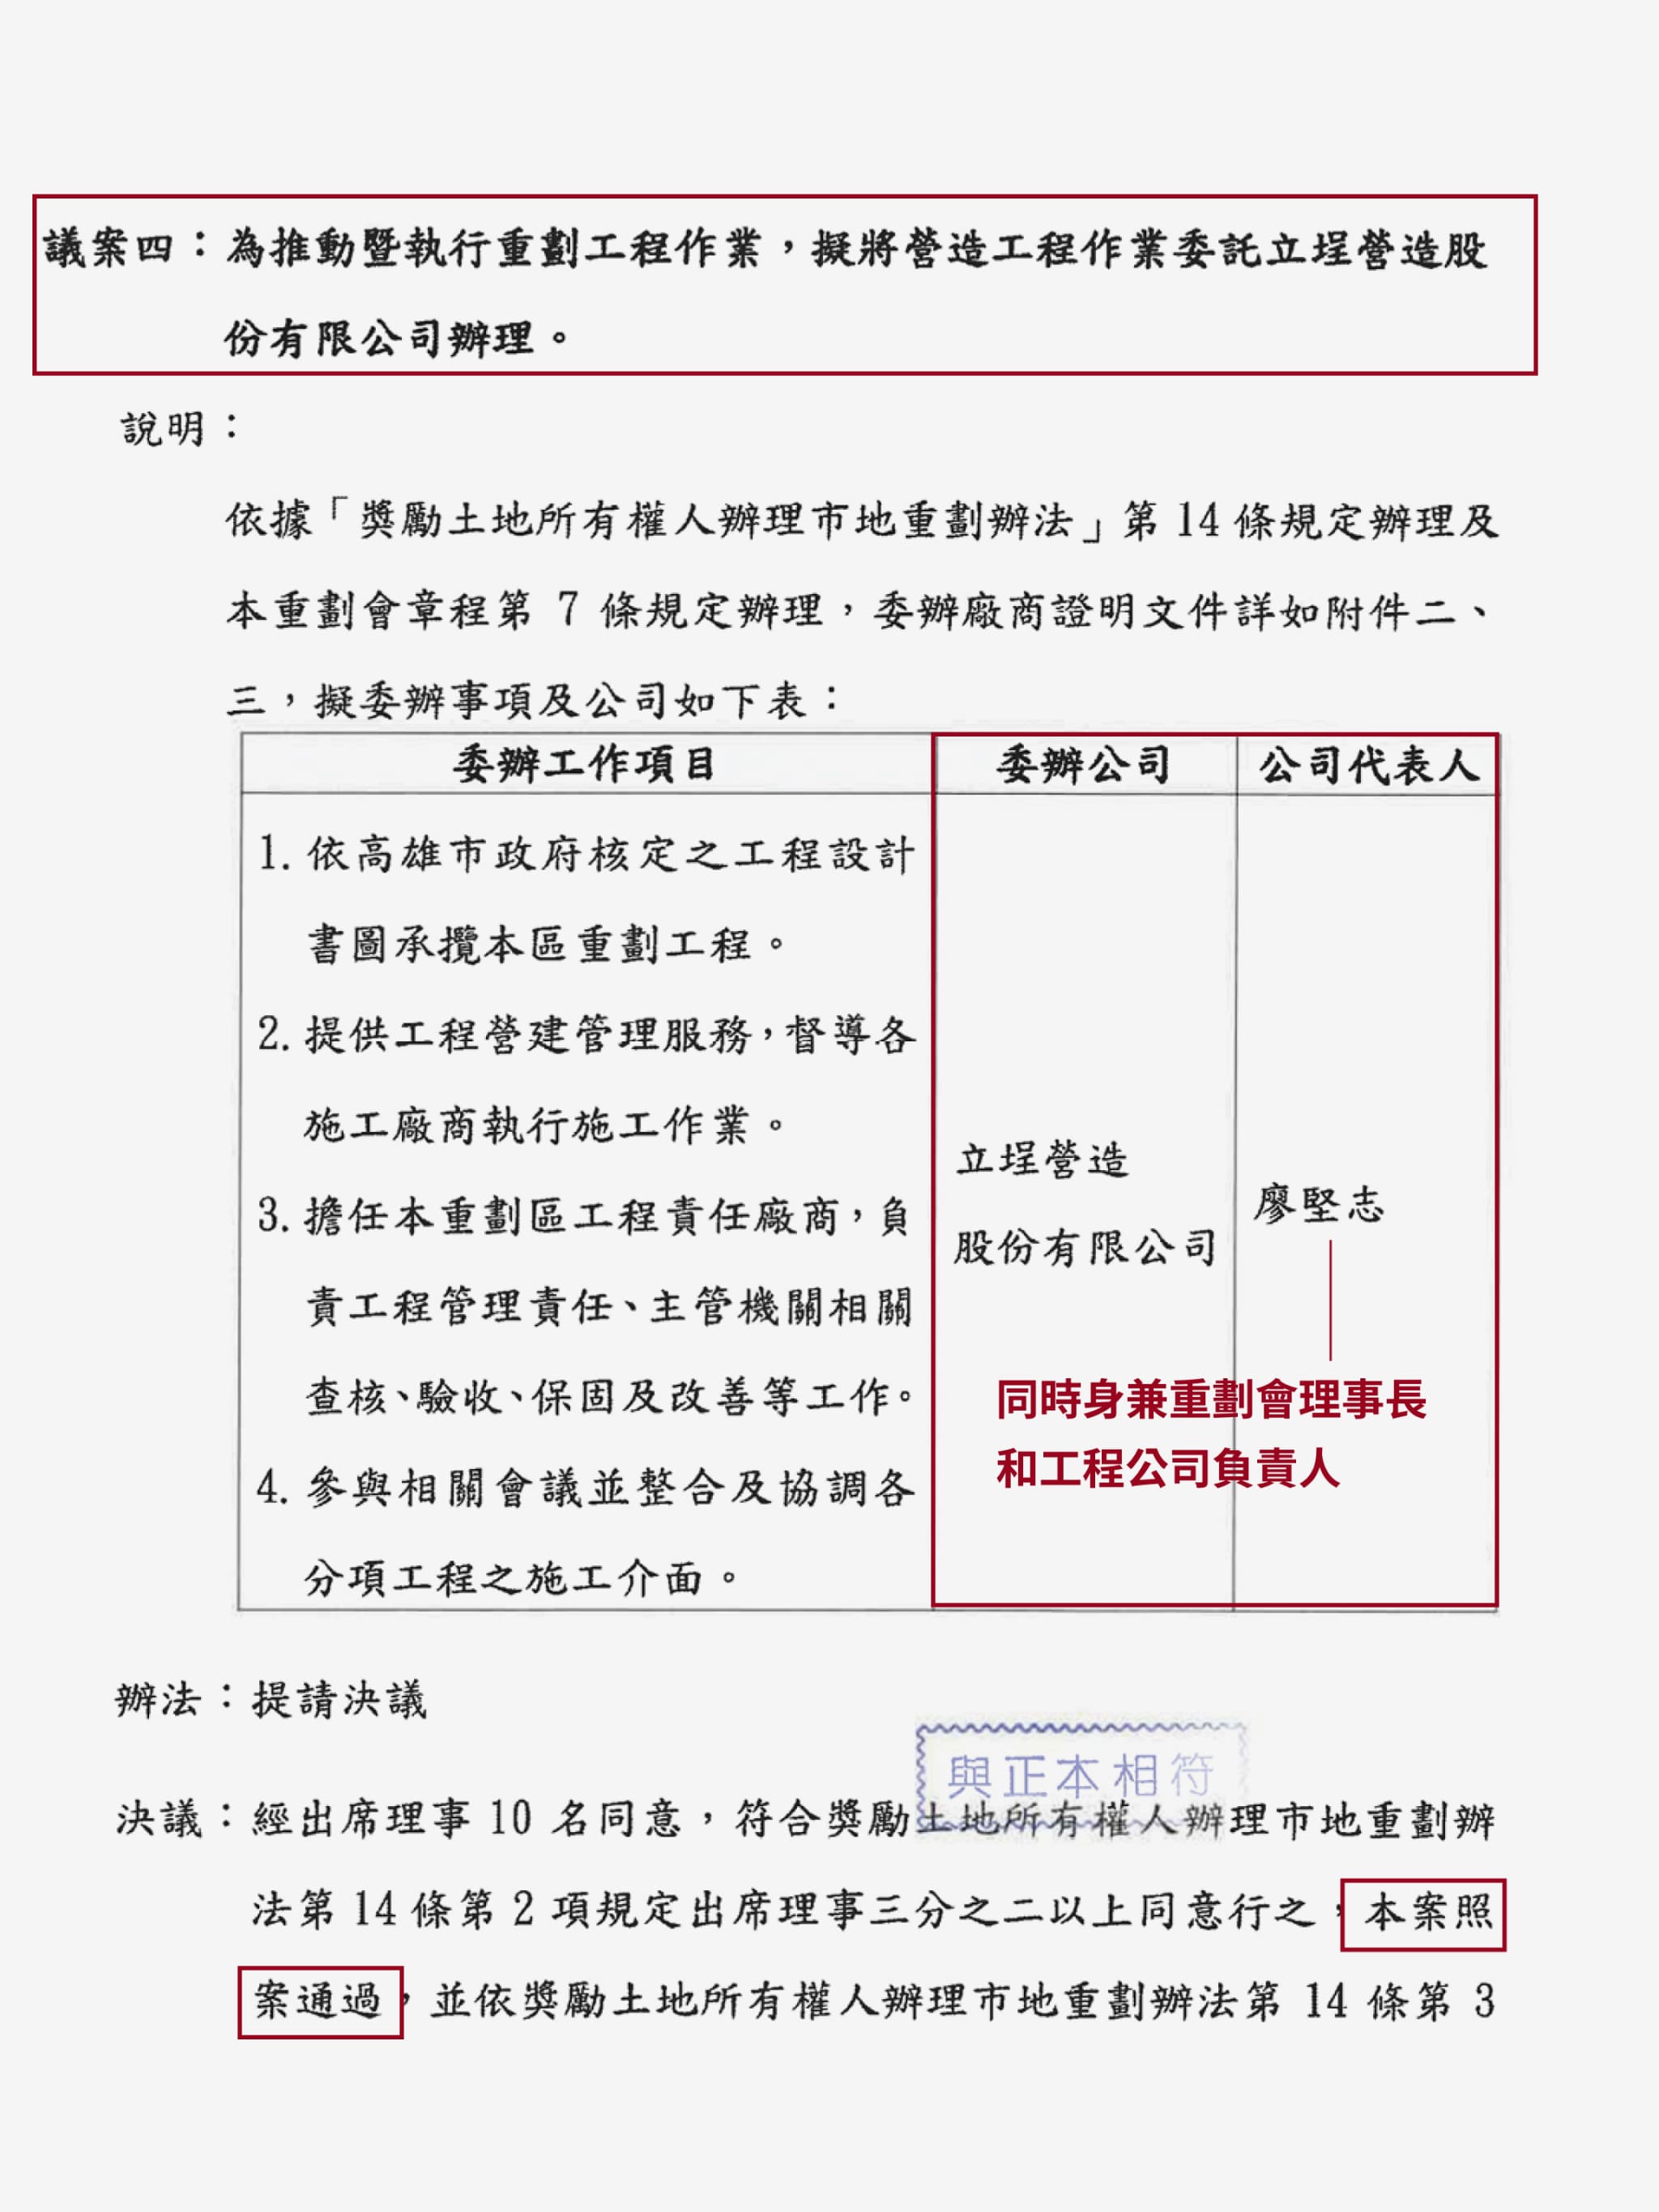 議案四：為推動暨執行重劃工程作業，擬將營造工程作業委託立埕營造股
份有限公司辦理。
說明：
依據「獎勵土地所有權人辦理市地重劃辦法」第 14 條規定辦理及
本重劃會章程第 7 條規定辦理，委辦廠商證明文件詳如附件二、
三，擬委辦事項及公司如下表：
委辦工作項目 委辦公司 公司代表人
1. 依高雄市政府核定之工程設計
書圖承攬本區重劃工程。
2. 提供工程營建管理服務，督導各
施工廠商執行施工作業。
3. 擔任本重劃區工程責任廠商，負
責工程管理責任、主管機關相關
查核、驗收、保固及改善等工作。
4. 參與相關會議並整合及協調各
分項工程之施工介面。
立埕營造
股份有限公司
廖堅志
同時身兼重劃會理事長
和工程公司負責人
辦法：提請決議
與正本相符
決議：經出席理事 10 名同意，符合獎勵土地所有權人辦理市地重劃辦
法第 14 條第 2 項規定出席理事三分之二以上同意行之，本案照
案通過，並依獎勵土地所有權人辦理市地重劃辦法第 14 條第 3